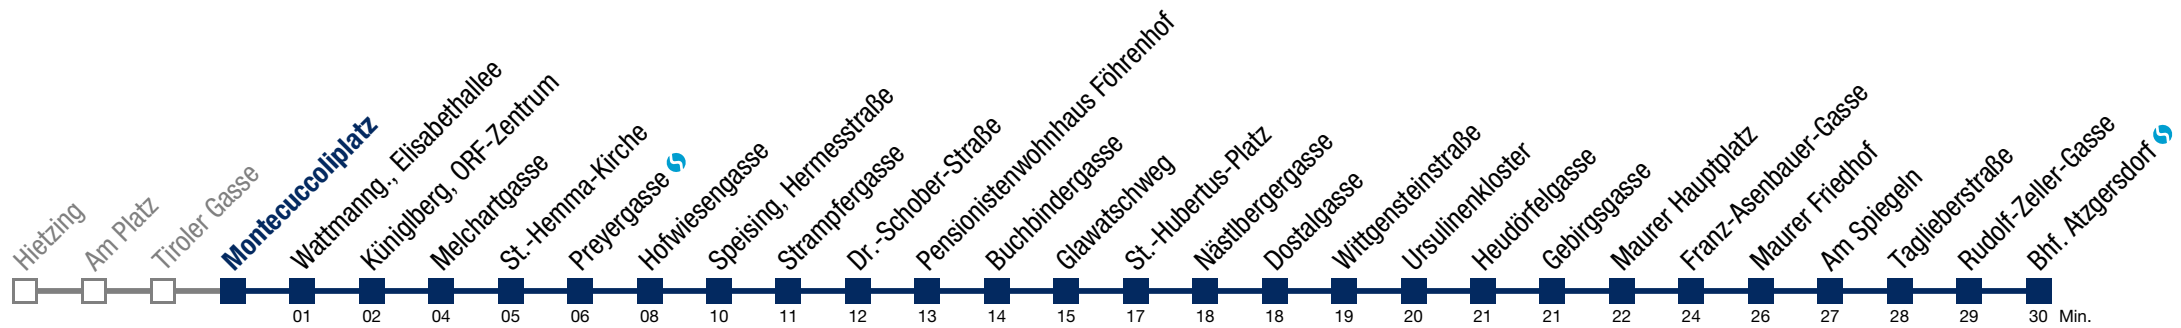 Hietzing
Am Platz
Tiroler Gasse
Montecuccoliplatz
Wattmanng., Elisabethallee
Küniglberg, ORF-Zentrum
Melchartgasse
St.-Hemma-Kirche
Preyergasse
Hofwiesengasse
Speising, Hermesstraße
Strampfergasse
Dr.-Schober-Straße
Pensionistenwohnhaus Föhrenhof
Buchbindergasse
Glawatschweg
St.-Hubertus-Platz
Nästlbergergasse
Dostalgasse
Wittgensteinstraße
Ursulinenkloster
Heudörfelgasse
Gebirgsgasse
Maurer Hauptplatz
Franz-Asenbauer-Gasse
Maurer Friedhof
Am Spiegeln
Taglieberstraße
Rudolf-Zeller-Gasse
Bhf. Atzgersdorf
01 02 04 05 06 08 10 11 12 13 14 15 17 18 18 19 20 21 21 22 24 26 27 28 29 30 Min.